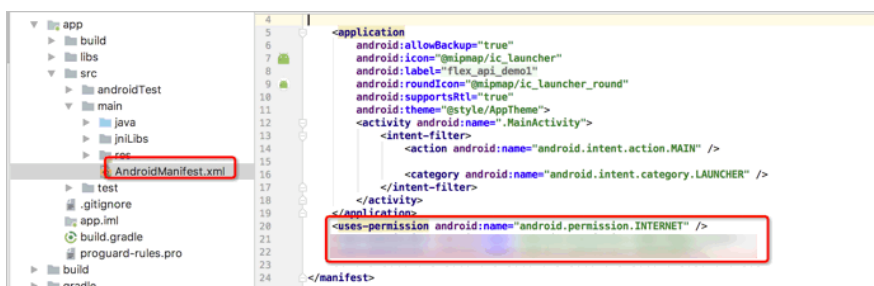 app
build
libs
src
androidTest
main
java
jniLibs
res
AndroidManifest.xml
test
.gitignore
app.iml
build.gradle
proguard-rules.pro
build
gradle
4
5 <application
6 android:allowBackup="true"
7 android:icon="@mipmap/ic_launcher"
8 android:label="flex_api_demo1"
9 android:roundIcon="@mipmap/ic_launcher_round"
10 android:supportsRtl="true"
11 android:theme="@style/AppTheme">
12 <activity android:name=".MainActivity">
13 <intent-filter>
14 <action android:name="android.intent.action.MAIN" />
15
16 <category android:name="android.intent.category.LAUNCHER" />
17 </intent-filter>
18 </activity>
19 </application>
20 <uses-permission android:name="android.permission.INTERNET" />
21
22
23
24 </manifest>